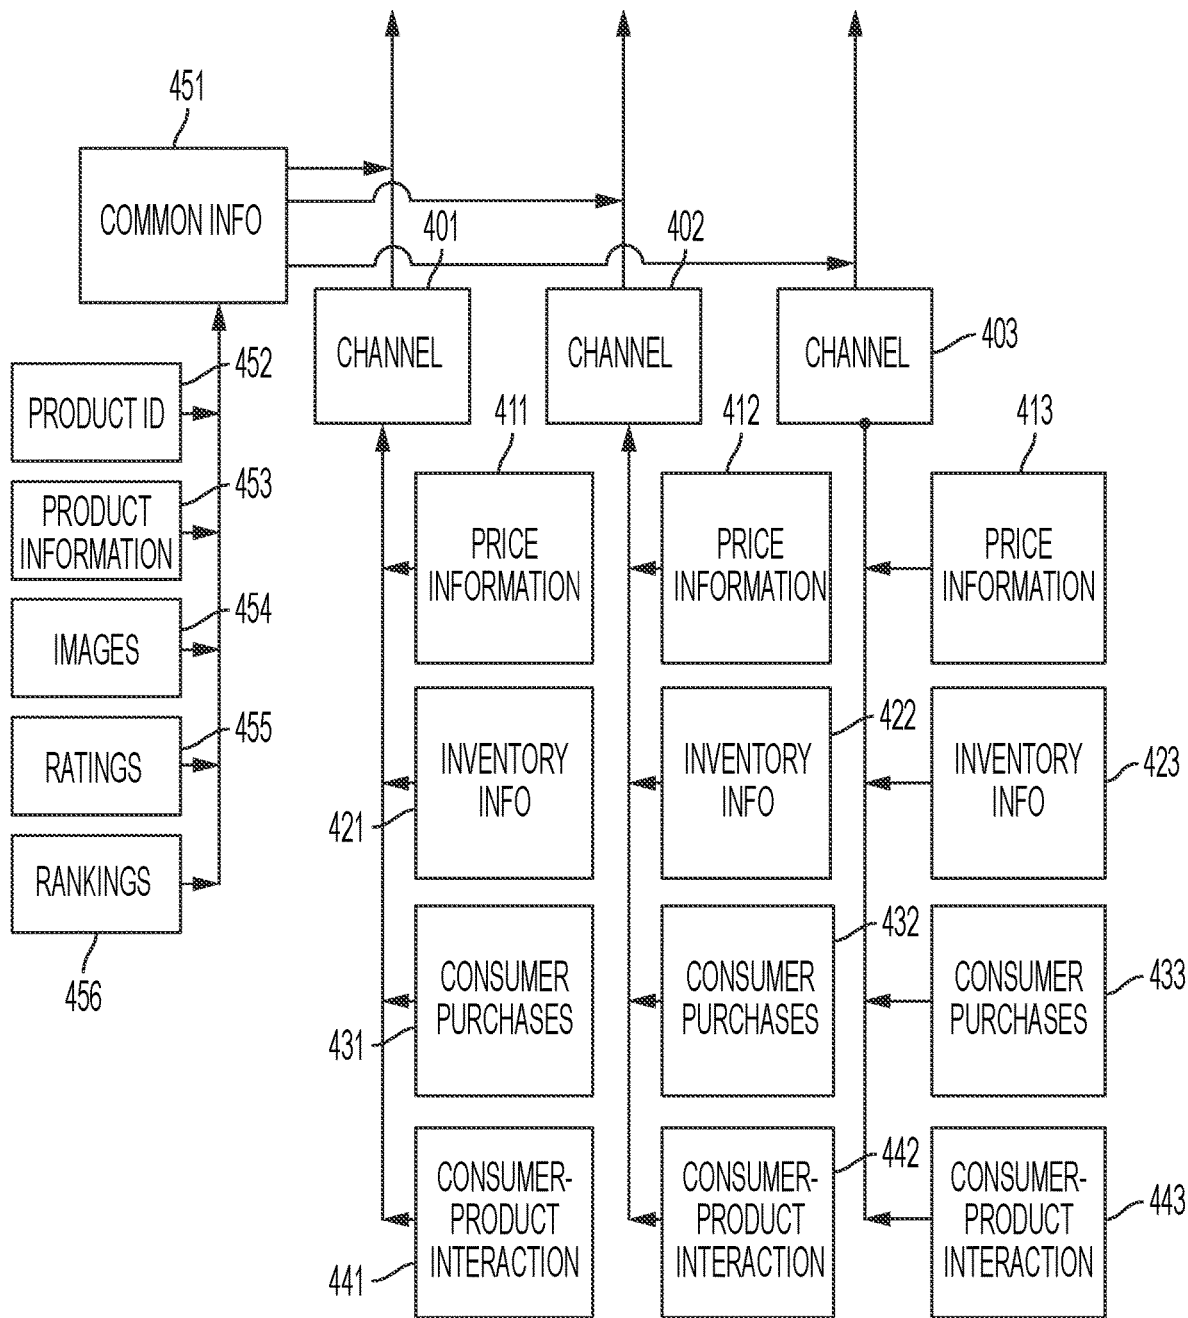 451
COMMON INFO
401
402
CHANNEL
CHANNEL
CHANNEL
403
452
PRODUCT ID
411
412
413
453
PRODUCT
INFORMATION
PRICE
INFORMATION
PRICE
INFORMATION
PRICE
INFORMATION
454
IMAGES
455
RATINGS
421
INVENTORY
INFO
422
INVENTORY
INFO
423
INVENTORY
INFO
RANKINGS
456
431
CONSUMER
PURCHASES
432
CONSUMER
PURCHASES
433
CONSUMER
PURCHASES
441
CONSUMER-
PRODUCT
INTERACTION
442
CONSUMER-
PRODUCT
INTERACTION
443
CONSUMER-
PRODUCT
INTERACTION